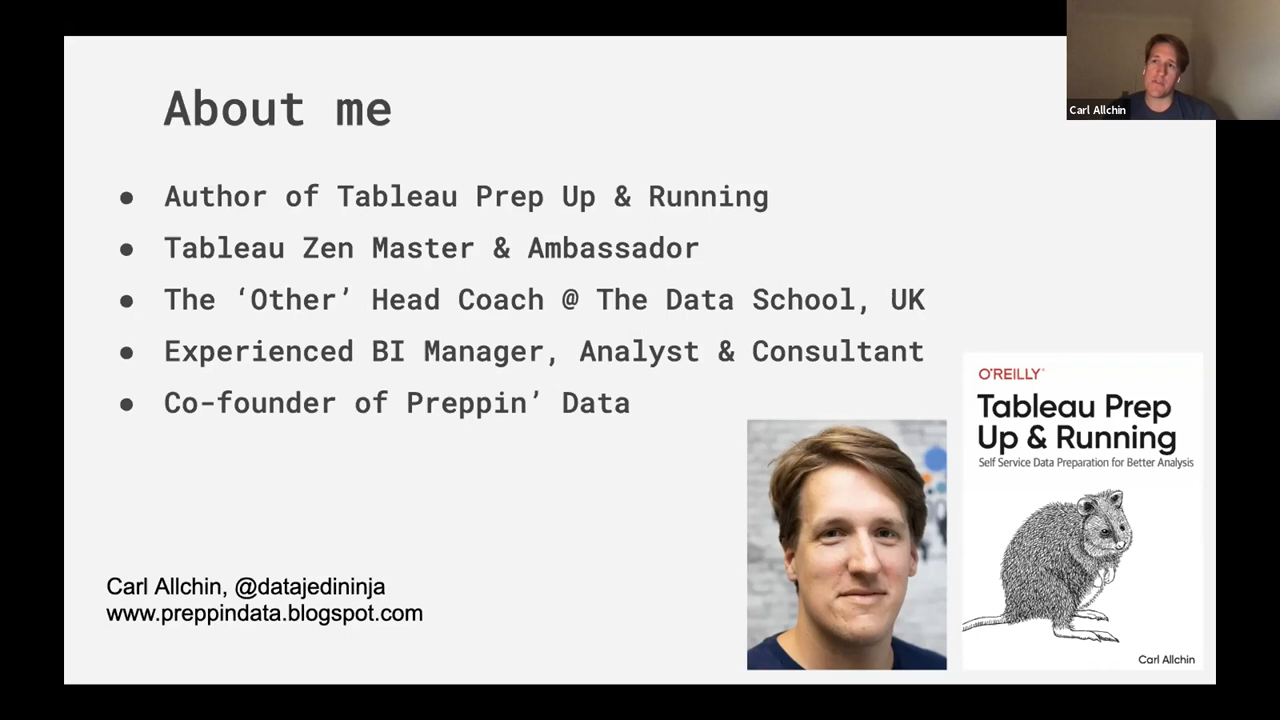 About me
Carl Allchin
● Author of Tableau Prep Up & Running
● Tableau Zen Master & Ambassador
● The ‘Other’ Head Coach @ The Data School, UK
● Experienced BI Manager, Analyst & Consultant
● Co-founder of Preppin’ Data
O'REILLY®
Tableau Prep
Up & Running
Self Service Data Preparation for Better Analysis
Carl Allchin
Carl Allchin, @datajedininja
www.preppindata.blogspot.com